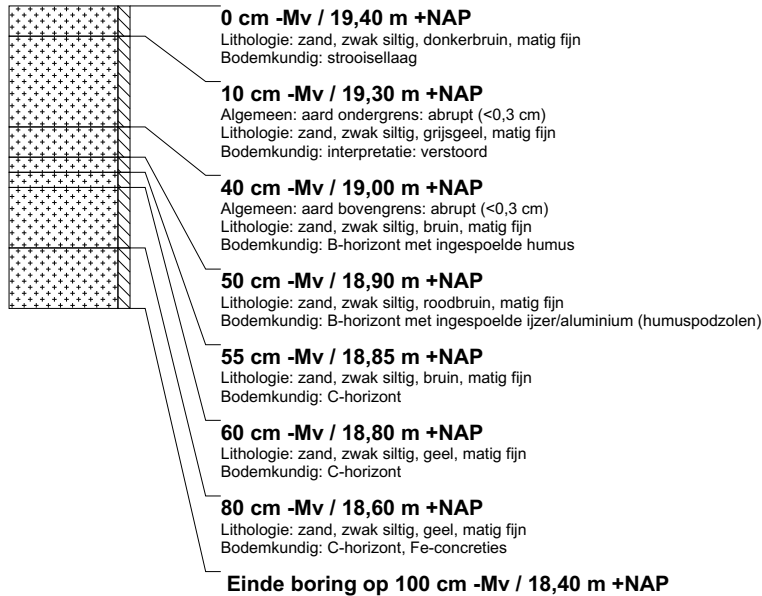 0 cm -Mv / 19,40 m +NAP
Lithologie: zand, zwak siltig, donkerbruin, matig fijn
Bodemkundig: strooisellaag
10 cm -Mv / 19,30 m +NAP
Algemeen: aard ondergrens: abrupt (<0,3 cm)
Lithologie: zand, zwak siltig, grijsgeel, matig fijn
Bodemkundig: interpretatie: verstoord
40 cm -Mv / 19,00 m +NAP
Algemeen: aard bovengrens: abrupt (<0,3 cm)
Lithologie: zand, zwak siltig, bruin, matig fijn
Bodemkundig: B-horizont met ingespoelde humus
50 cm -Mv / 18,90 m +NAP
Lithologie: zand, zwak siltig, roodbruin, matig fijn
Bodemkundig: B-horizont met ingespoelde ijzer/aluminium (humuspodzolen)
55 cm -Mv / 18,85 m +NAP
Lithologie: zand, zwak siltig, bruin, matig fijn
Bodemkundig: C-horizont
60 cm -Mv / 18,80 m +NAP
Lithologie: zand, zwak siltig, geel, matig fijn
Bodemkundig: C-horizont
80 cm -Mv / 18,60 m +NAP
Lithologie: zand, zwak siltig, geel, matig fijn
Bodemkundig: C-horizont, Fe-concreties
Einde boring op 100 cm -Mv / 18,40 m +NAP